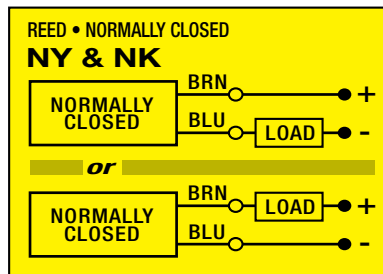 REED • NORMALLY CLOSED
NY & NK
BRN
+
NORMALLY
CLOSED
BLU
LOAD
-
or
BRN
LOAD
+
NORMALLY
CLOSED
BLU
-